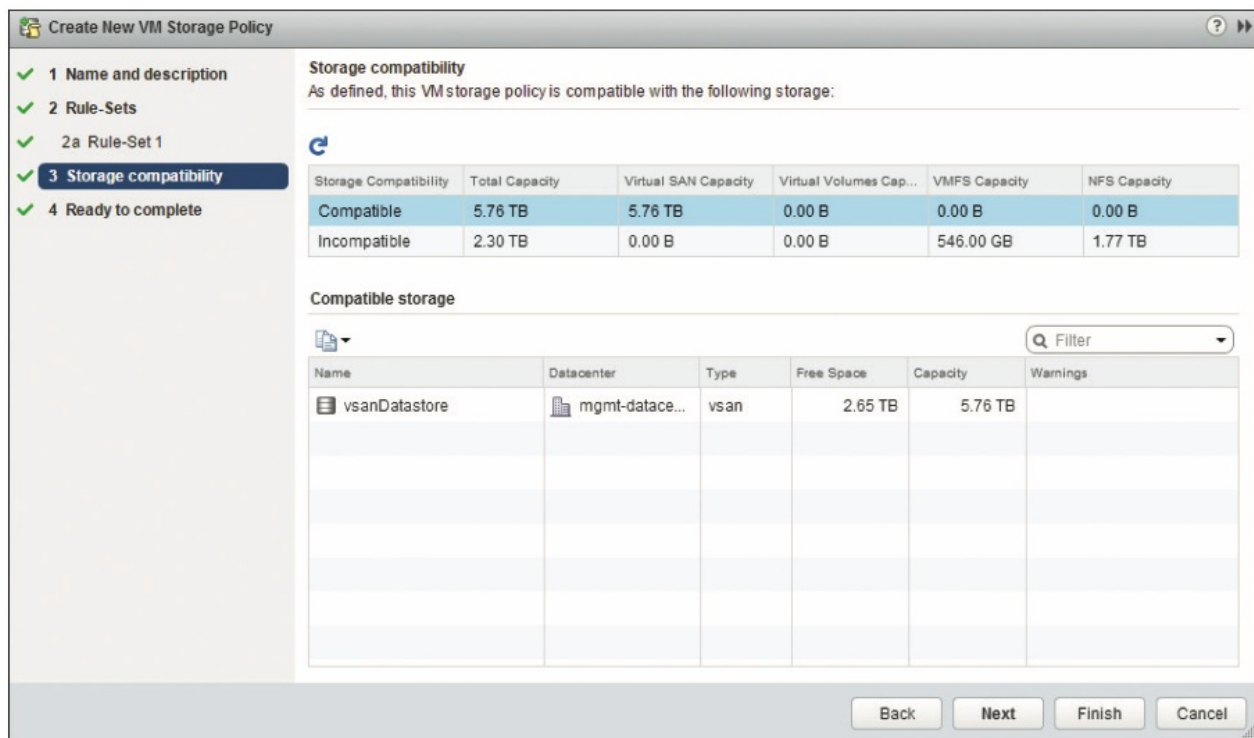 Create New VM Storage Policy
1 Name and description
2 Rule-Sets
2a Rule-Set 1
3 Storage compatibility
4 Ready to complete
Storage compatibility
As defined, this VM storage policy is compatible with the following storage:
Storage Compatibility Total Capacity Virtual SAN Capacity Virtual Volumes Cap... VMFS Capacity NFS Capacity
Compatible 5.76 TB 5.76 TB 0.00 B 0.00 B 0.00 B
Incompatible 2.30 TB 0.00 B 0.00 B 546.00 GB 1.77 TB
Compatible storage
Filter
Name Datacenter Type Free Space Capacity Warnings
vsanDatastore mgmt-datace... vsan 2.65 TB 5.76 TB
Back Next Finish Cancel